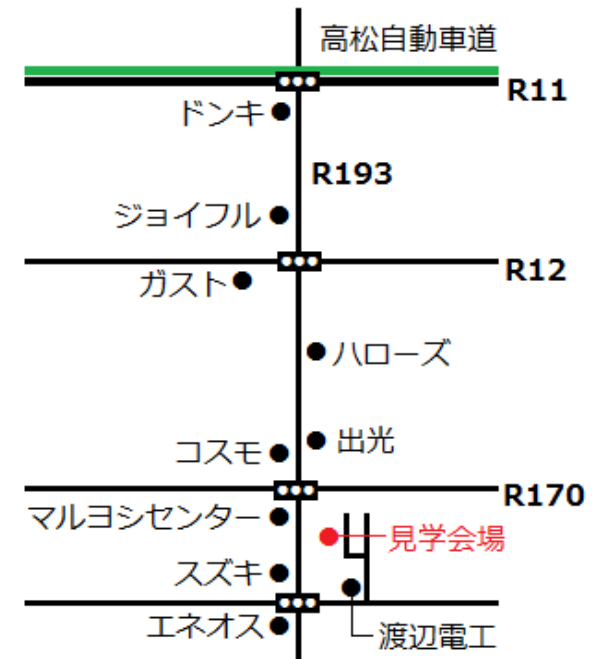 高松自動車道
R11
ドンキ
R193
ジョイフル
R12
ガスト
ハローズ
出光
コスモ
R170
マルヨシセンター
見学会場
スズキ
エネオス
渡辺電工